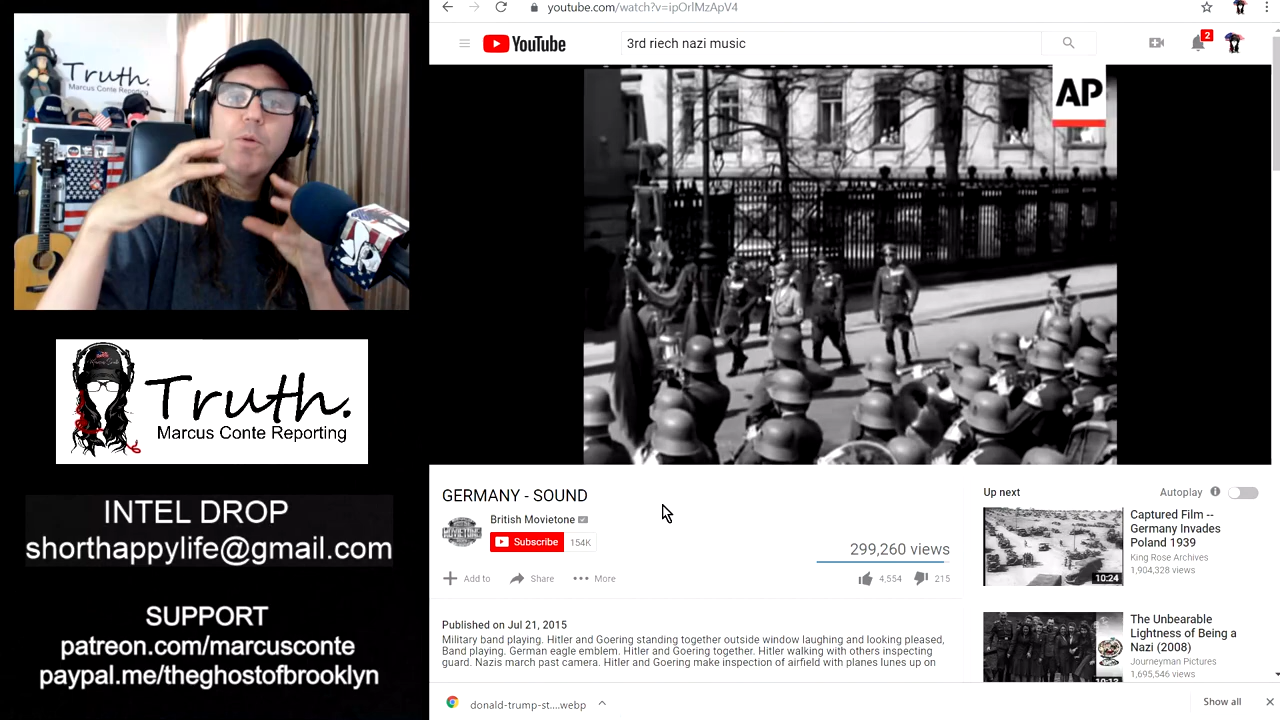 Truth.
Marcus Conte Reporting
Truth.
Marcus Conte Reporting
INTEL DROP
shorthappylife@gmail.com
SUPPORT
patreon.com/marcusconte
paypal.me/theghostofbrooklyn
youtube.com/watch?v=ipOrlMzApV4
YouTube
3rd riech nazi music
2
AP
GERMANY - SOUND
British Movietone
Subscribe 154K
299,260 views
Add to Share More
4,554 215
Published on Jul 21, 2015
Military band playing. Hitler and Goering standing together outside window laughing and looking pleased,
Band playing. German eagle emblem. Hitler and Goering together. Hitler walking with others inspecting
guard. Nazis march past camera. Hitler and Goering make inspection of airfield with planes lunes up on
Up next Autoplay
Captured Film --
Germany Invades
Poland 1939
King Rose Archives
1,904,328 views
10:24
The Unbearable
Lightness of Being a
Nazi (2008)
Journeyman Pictures
1,695,546 views
10:13
donald-trump-st....webp
Show all